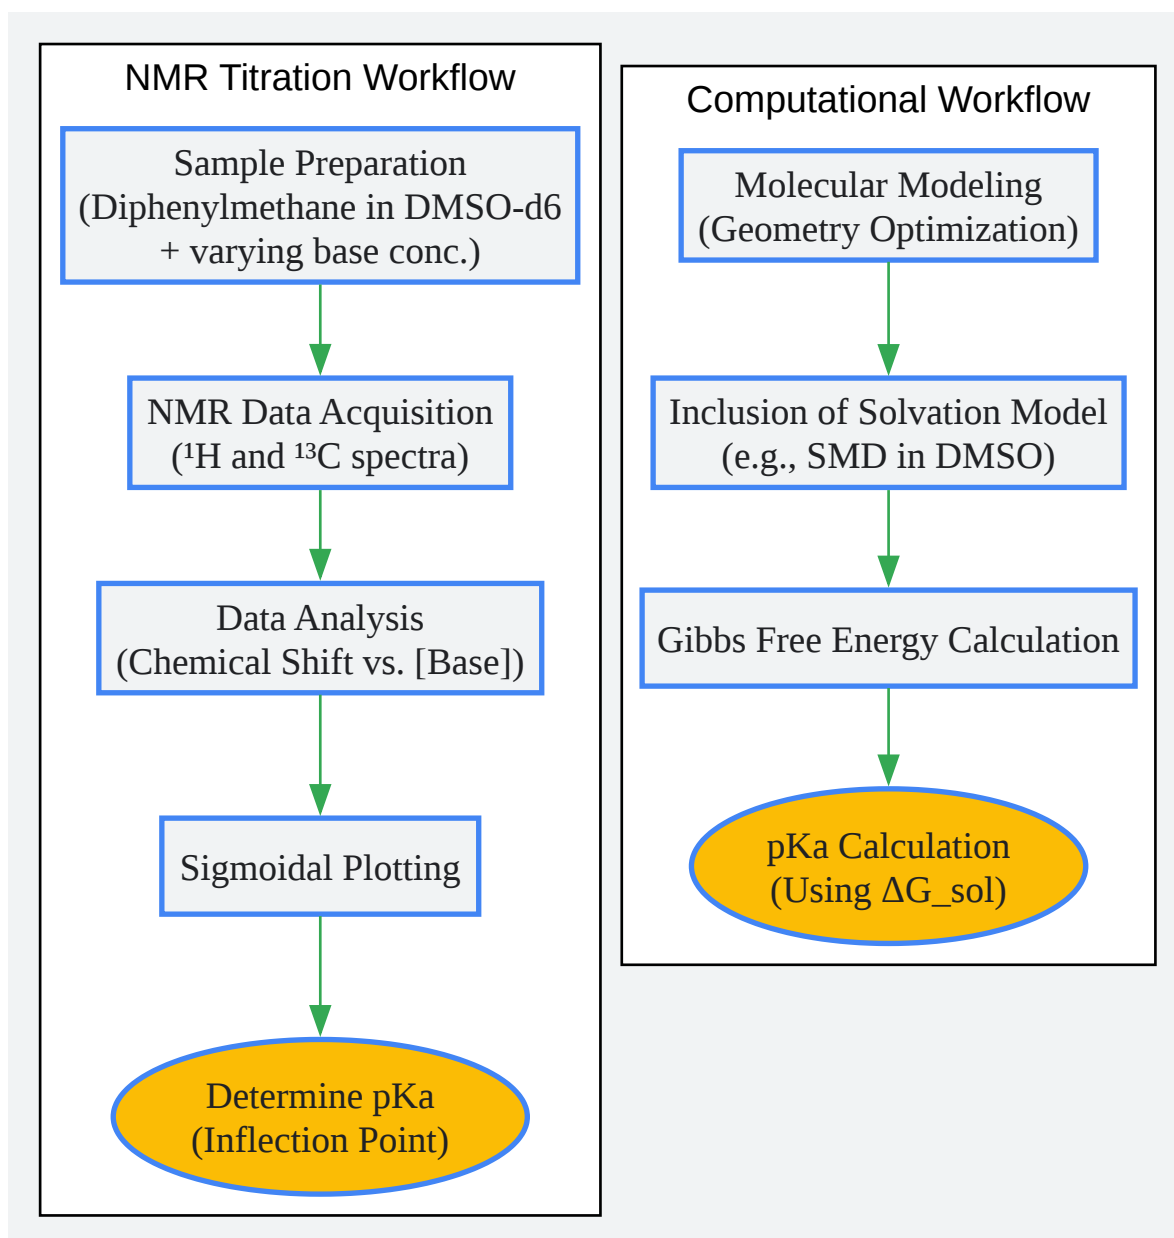 NMR Titration Workflow
Sample Preparation
(Diphenylmethane in DMSO-d6
+ varying base conc.)
NMR Data Acquisition
(¹H and ¹³C spectra)
Data Analysis
(Chemical Shift vs. [Base])
Sigmoidal Plotting
Determine pKa
(Inflection Point)
Computational Workflow
Molecular Modeling
(Geometry Optimization)
Inclusion of Solvation Model
(e.g., SMD in DMSO)
Gibbs Free Energy Calculation
pKa Calculation
(Using ΔG_sol)